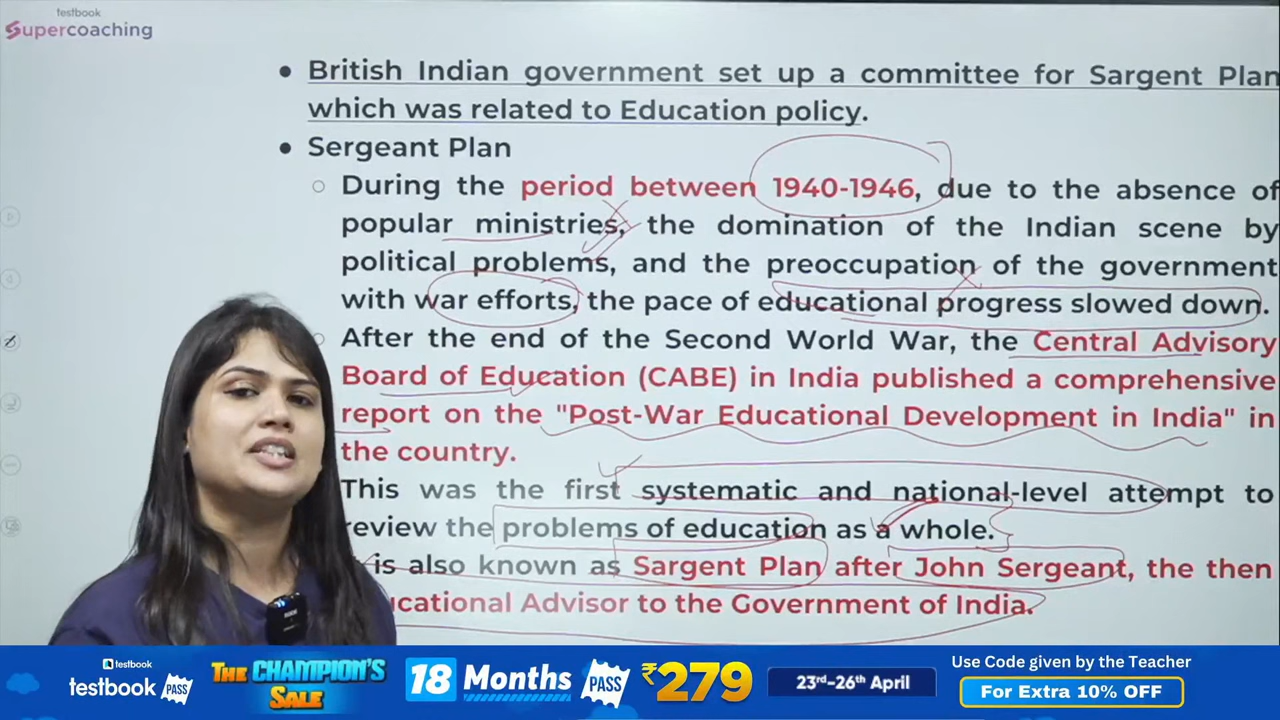 testbook
Supercoaching
• British Indian government set up a committee for Sargent Plan
which was related to Education policy.
• Sergeant Plan
○ During the period between 1940-1946, due to the absence of
popular ministries, the domination of the Indian scene by
political problems, and the preoccupation of the government
with war efforts, the pace of educational progress slowed down.
○ After the end of the Second World War, the Central Advisory
Board of Education (CABE) in India published a comprehensive
report on the "Post-War Educational Development in India" in
the country.
This was the first systematic and national-level attempt to
review the problems of education as a whole.
is also known as Sargent Plan after John Sergeant, the then
ucational Advisor to the Government of India.
testbook
testbook PASS
THE CHAMPION'S
SALE
18 Months PASS ₹279
23rd-26th April
Use Code given by the Teacher
For Extra 10% OFF